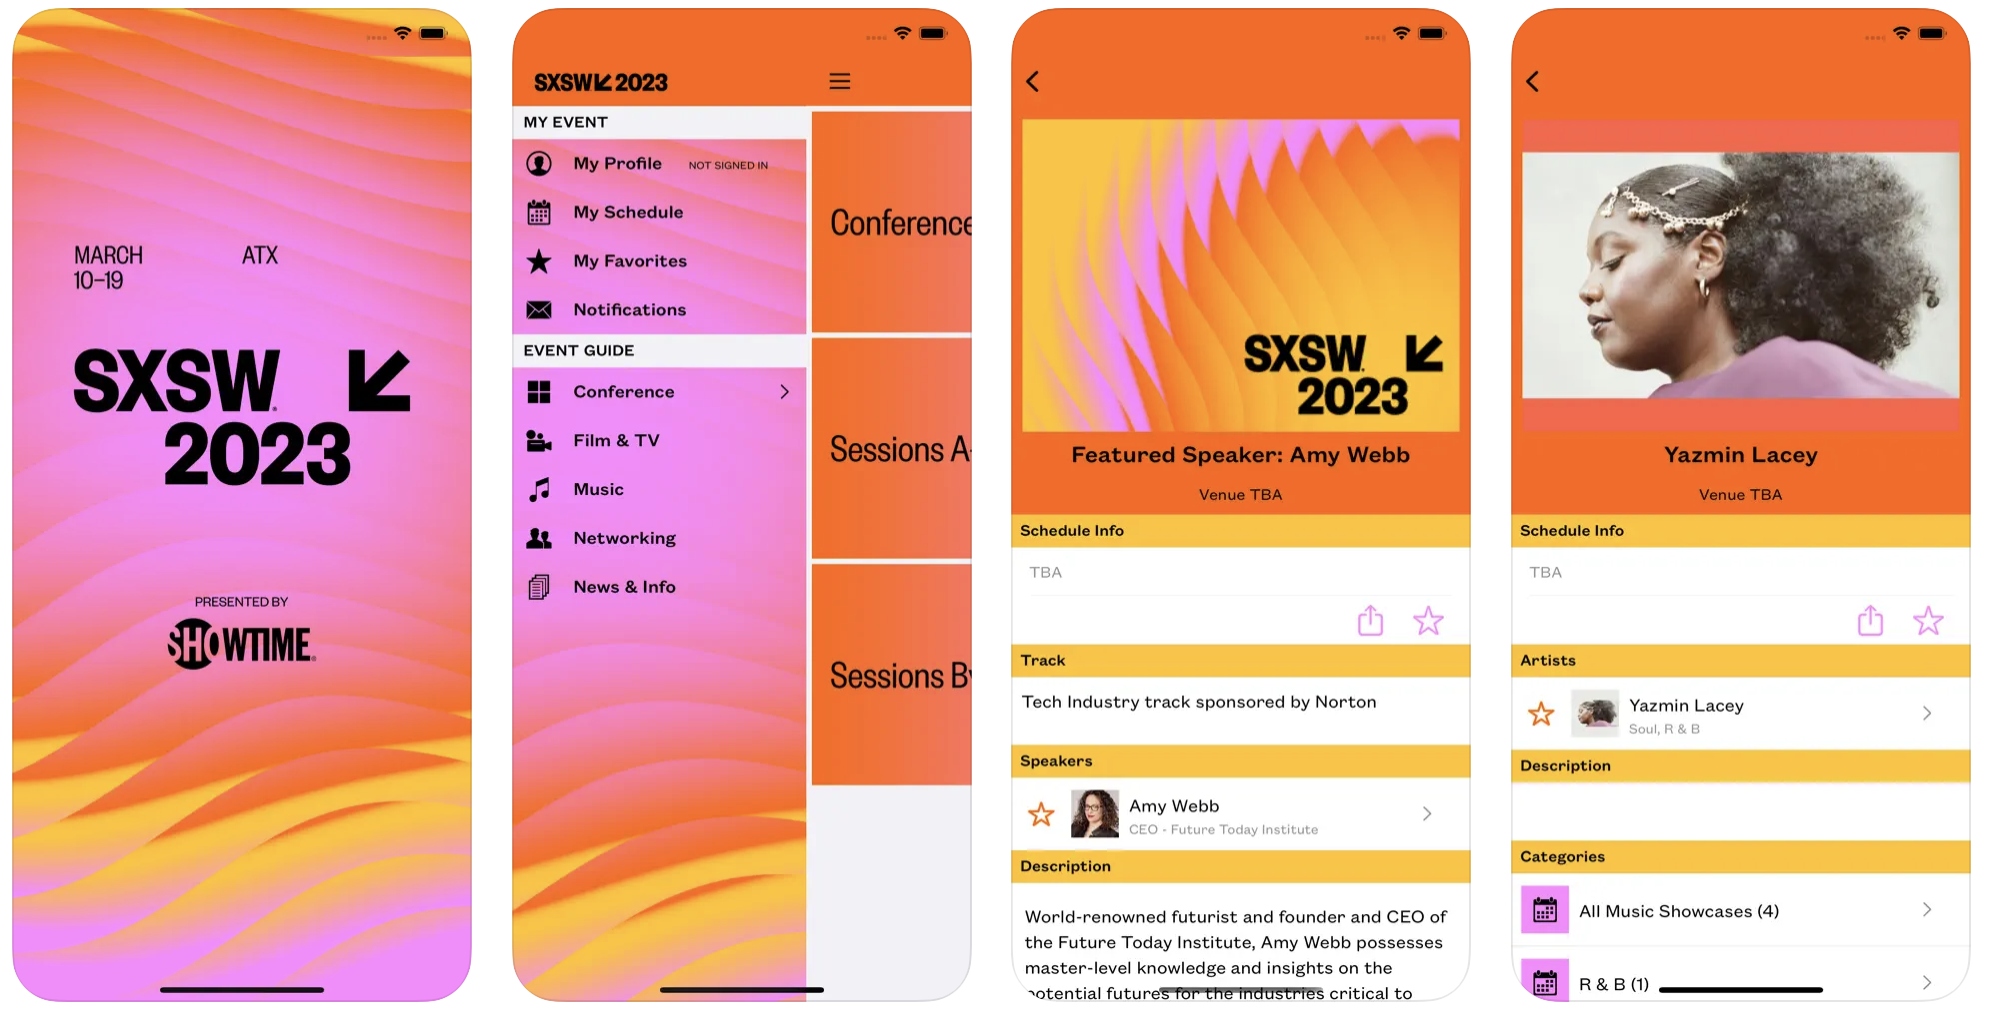 MARCH
10–19
ATX
SXSW.
2023
PRESENTED BY
SHOWTIME®
SXSW 2023
MY EVENT
My Profile NOT SIGNED IN
My Schedule
My Favorites
Notifications
EVENT GUIDE
Conference
Film & TV
Music
Networking
News & Info
Conference
Sessions A-
Sessions By
SXSW.
2023
Featured Speaker: Amy Webb
Venue TBA
Schedule Info
TBA
Track
Tech Industry track sponsored by Norton
Speakers
Amy Webb
CEO - Future Today Institute
Description
World-renowned futurist and founder and CEO of
the Future Today Institute, Amy Webb possesses
master-level knowledge and insights on the
potential futures for the industries critical to
Yazmin Lacey
Venue TBA
Schedule Info
TBA
Artists
Yazmin Lacey
Soul, R & B
Description
Categories
All Music Showcases (4)
R & B (1)